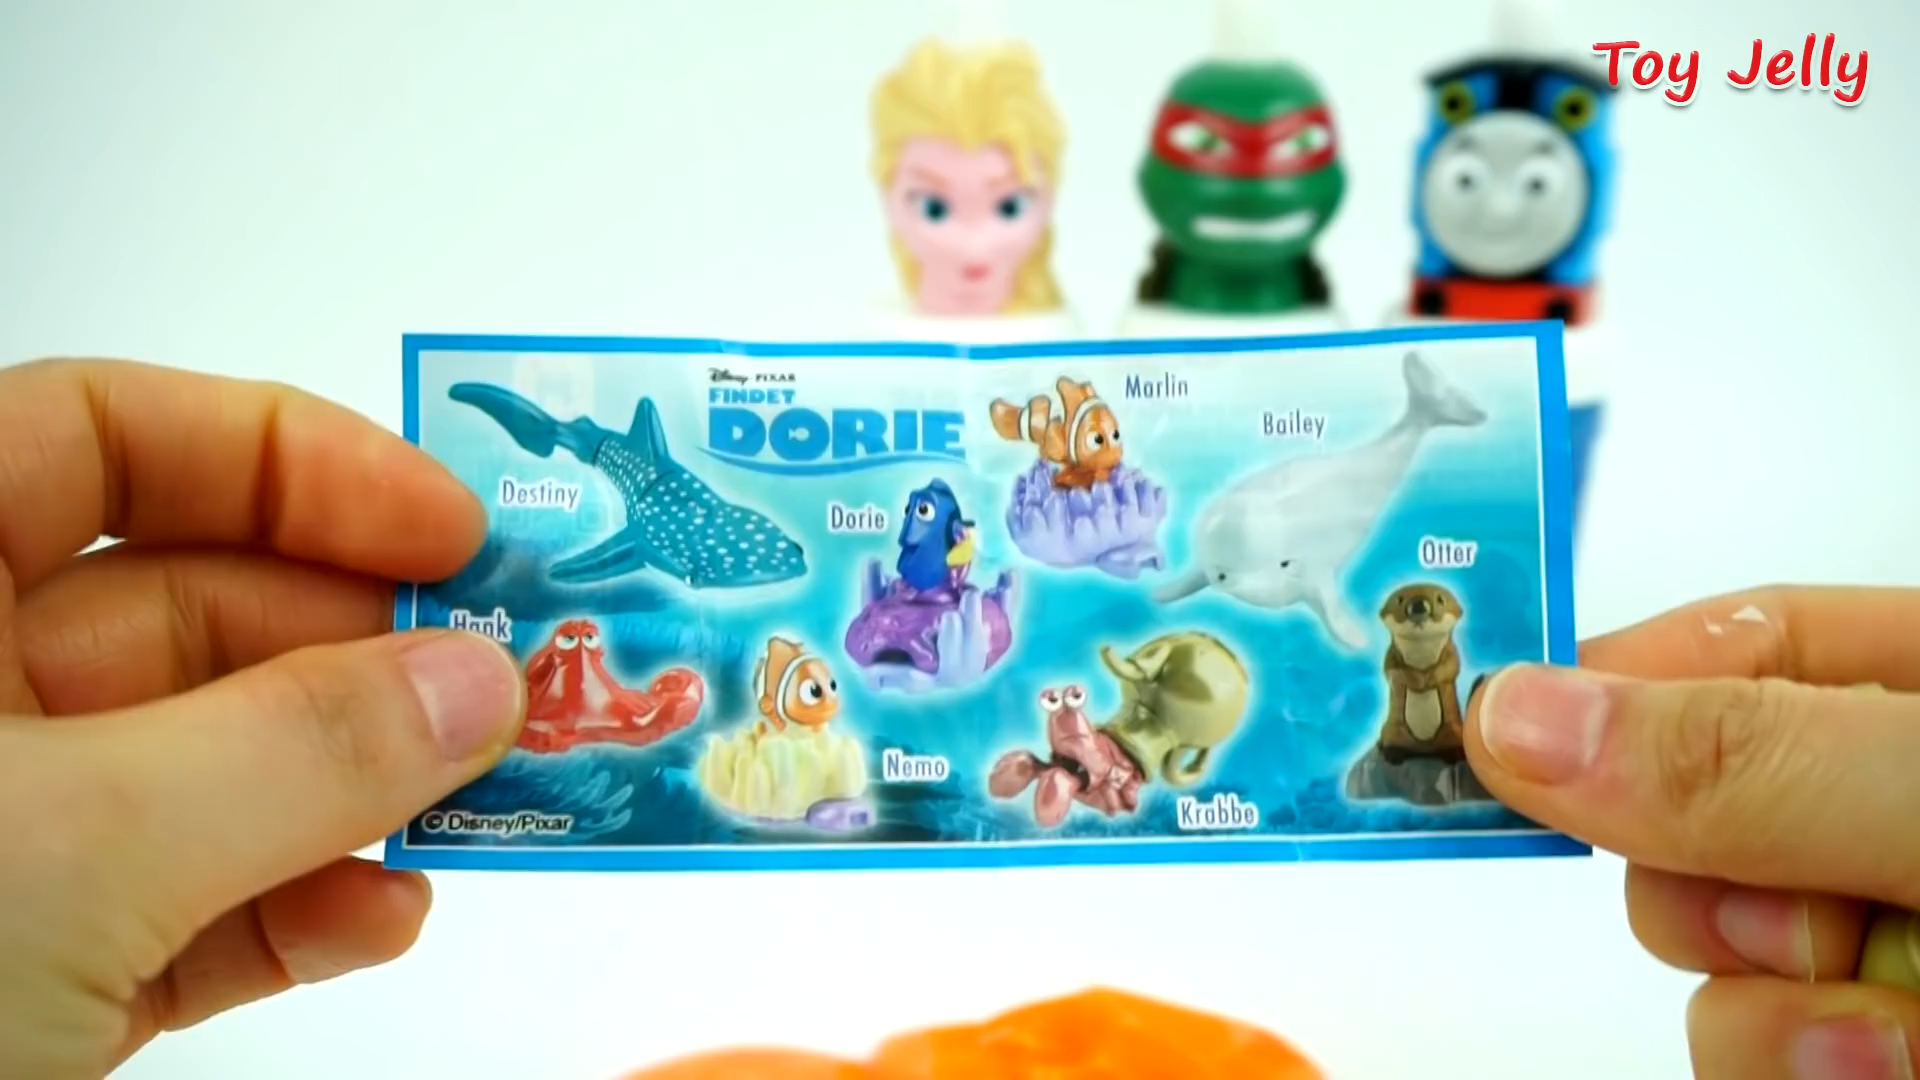 Toy Jelly
Disney PIXAR
FINDET
DORIE
Marlin
Bailey
Destiny
Dorie
Otter
Hank
Nemo
Krabbe
© Disney/Pixar